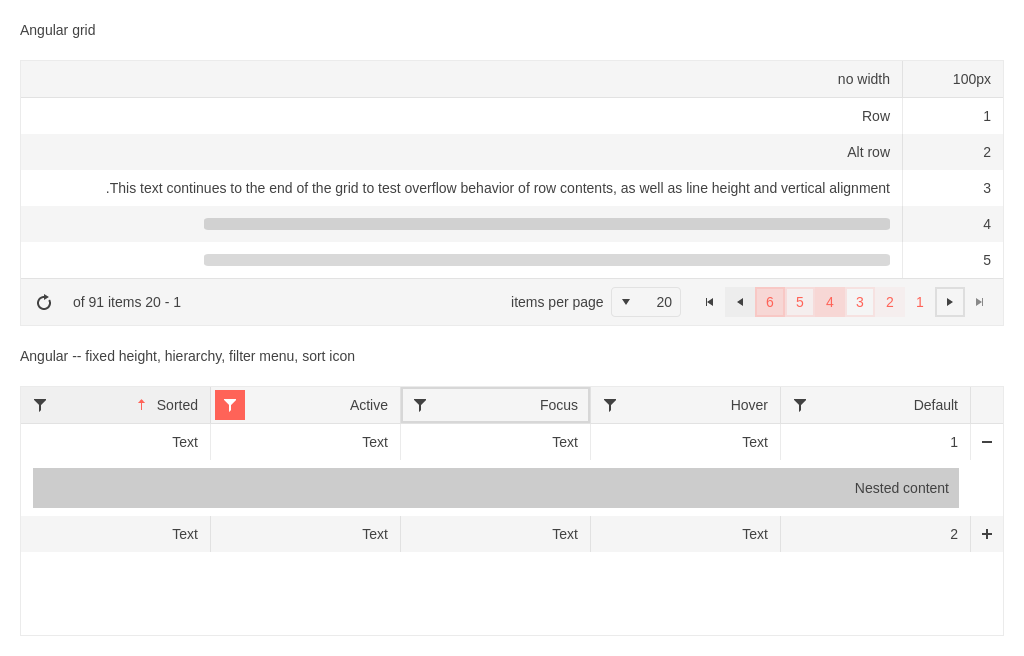 Angular grid
no width 100px
Row 1
Alt row 2
.This text continues to the end of the grid to test overflow behavior of row contents, as well as line height and vertical alignment 3
4
5
of 91 items 20 - 1 items per page 20 6 5 4 3 2 1
Angular -- fixed height, hierarchy, filter menu, sort icon
Sorted Active Focus Hover Default
Text Text Text Text 1
Nested content
Text Text Text Text 2